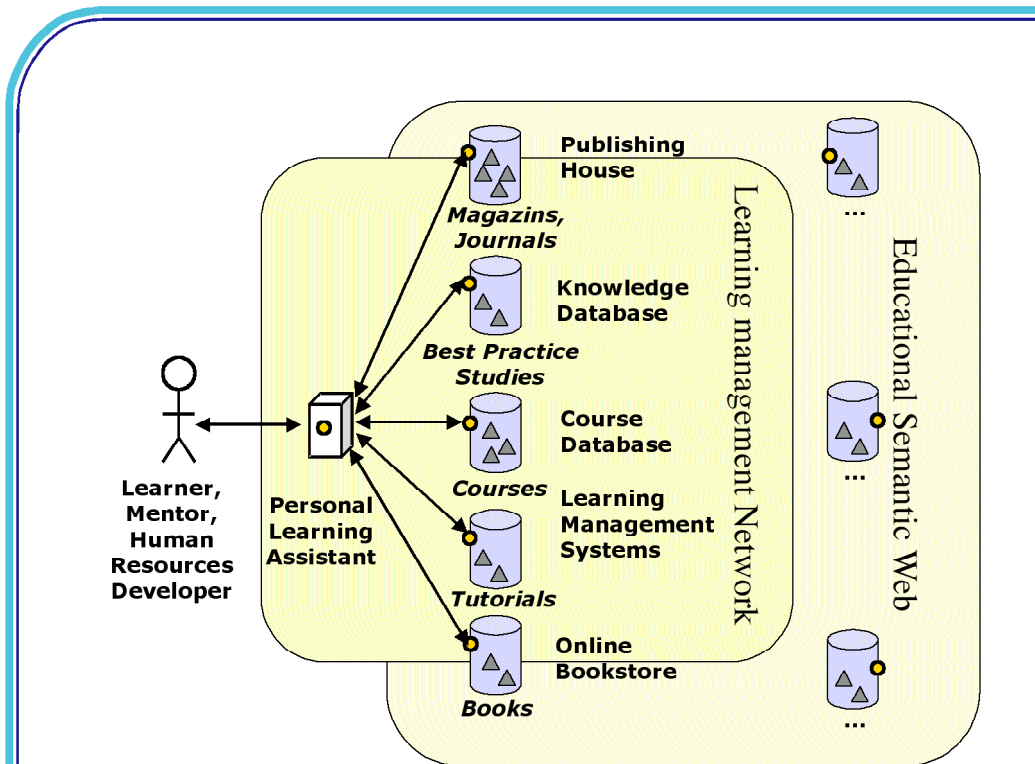 Publishing
House
...
Magazins,
Journals
Knowledge
Database
Best Practice
Studies
Course
Database
...
Courses
Learner,
Mentor,
Human
Resources
Developer
Personal
Learning
Assistant
Learning
Management
Systems
Tutorials
Online
Bookstore
Books
...
Learning management Network
Educational Semantic Web